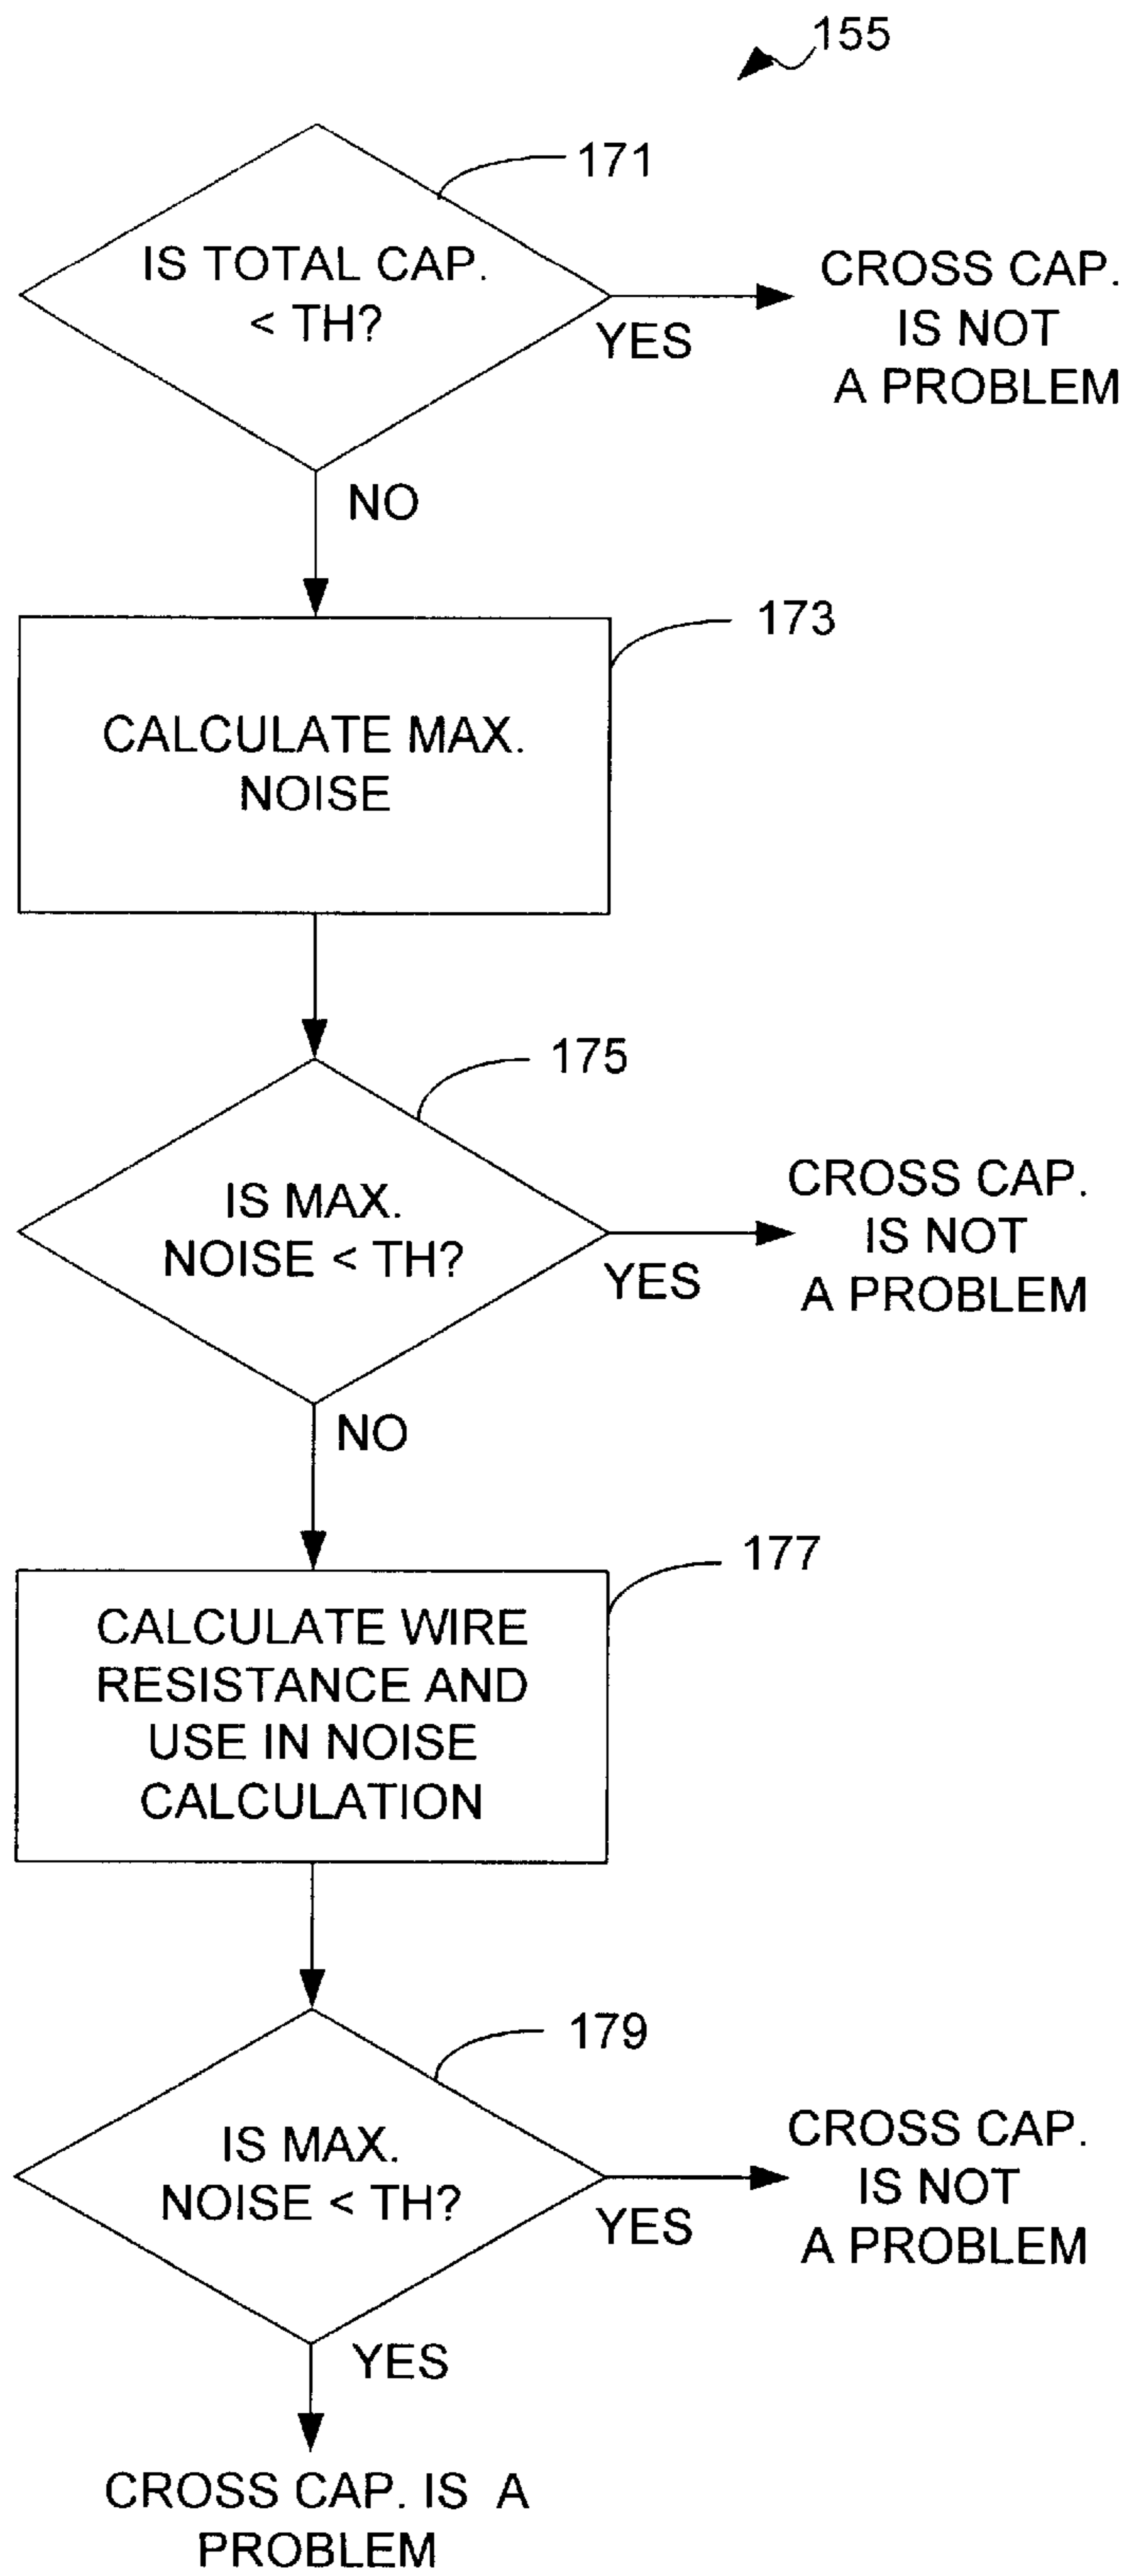 155
171
IS TOTAL CAP.
< TH?
YES
CROSS CAP.
IS NOT
A PROBLEM
NO
173
CALCULATE MAX.
NOISE
175
IS MAX.
NOISE < TH?
YES
CROSS CAP.
IS NOT
A PROBLEM
NO
177
CALCULATE WIRE
RESISTANCE AND
USE IN NOISE
CALCULATION
179
IS MAX.
NOISE < TH?
YES
CROSS CAP.
IS NOT
A PROBLEM
YES
CROSS CAP. IS A
PROBLEM